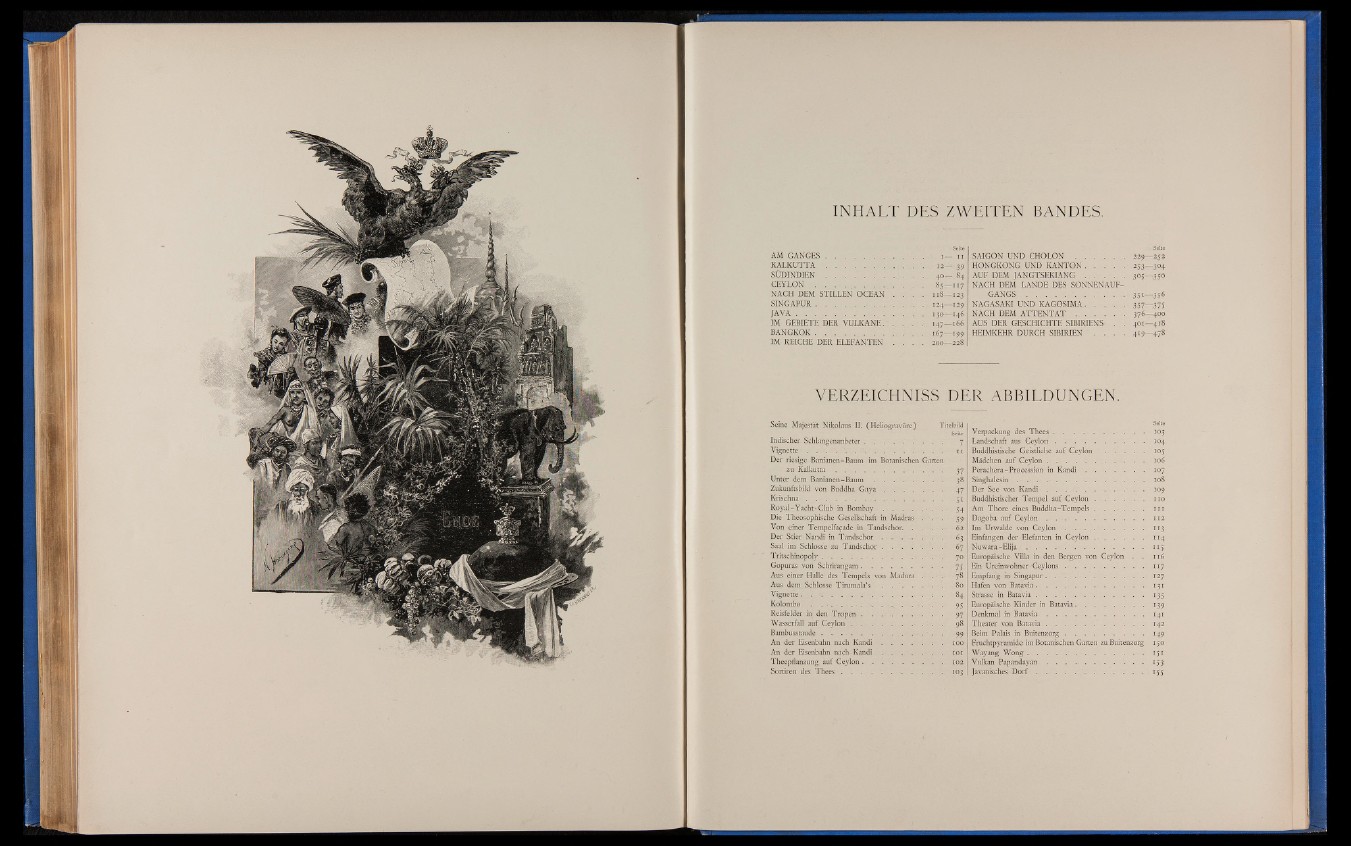 ENDE
INHALT DES ZWEITEN BANDES.
Seite
AM GANGES . . . 1— 11
KALKUTTA . . . 12— 39
SÜDINDIEN . . . 40— 84
CEYLON . . . 85—117
NACH DEM STILLEN OCEAN . . . 118—123
SINGAPUR . . . 124—129
JAVA . . . 130—146
IM GEBIETE DER VULKANE . . . 147—166
BANGKOK . . . 167—199
IM REICHE DER ELEFANTEN . . . 200—228
Seite
SAIGON UND CHOLON . . . 229—252
HONGKONG UND KANTON . . . 253—304
AUF DEM JANGTSEKIANG . . . 305—350
NACH DEM LANDE DES SONNENAUF-
GANGS . . . 351—356
NAGASAKI UND KAGOSIMA . . . 357—375
NACH DEM ATTENTAT . . . 376—400
AUS DER GESCHICHTE SIBIRIENS . . . 401—418
HEIMKEHR DURCH SIBIRIEN . . . 419—478
VERZEICHNISS DER ABBILDUNGEN.
Seine Majestät Nikolaus II. (Heliogravüre) Titelbild
Seite
Indischer Schlangenanbeter . . . 7
Vignette . . . 11
Der riesige Banianen-Baum im Botanischen Garten
zu Kalkutta . . . 37
Unter dem Banianen-Baum . . . 38
Zukunftsbild von Buddha Gaya . . . 47
Krischna . . . 51
Royal-Yacht-Club in Bombay . . . 54
Die Theosophische Gesellschaft in Madras . . . 59
Von einer Tempelfaçade in Tandschor . . . 62
Der Stier Nandi in Tandschor . . . 63
Saal im Schlosse zu Tandschor . . . 67
Tritschinopoly . . . 70
Gopuras von Schrirangam . . . 75
Aus einer Halle des Tempels von Madura . . . 78
Aus dem Schlosse Tirumala's . . . 80
Vignette . . . 84
Kolombo . . . 95
Reisfelder in den Tropen . . . 97
Wasserfall auf Ceylon . . . 98
Bambusstaude . . . 99
An der Eisenbahn nach Kandi . . . 100
An der Eisenbahn nach Kandi . . . 101
Theepflanzung auf Ceylon . . . 102
Sortiren des Thees . . . 103
Seite
Verpackung des Thees . . . 103
Landschaft aus Ceylon . . . 104
Buddhistische Geistliche auf Ceylon . . . 105
Mädchen auf Ceylon . . . 106
Perachera-Procession in Kandi . . . 107
Singhalesin . . . 108
Der See von Kandi . . . 109
Buddhistischer Tempel auf Ceylon . . . 110
Am Thore eines Buddha-Tempels . . . 111
Dagoba auf Ceylon . . . 112
Im Urwalde von Ceylon . . . 113
Einfangen der Elefanten in Ceylon . . . 114
Nuwara-Elija . . . 115
Europäische Villa in den Bergen von Ceylon . . . 116
Ein Ureinwohner Ceylons . . . 117
Empfang in Singapur . . . 127
Hafen von Batavia . . . 131
Strasse in Batavia . . . 135
Europäische Kinder in Batavia . . . 139
Denkmal in Batavia . . . 141
Theater von Batavia . . . 142
Beim Palais in Buitenzorg . . . 149
Fruchtpyramide im Botanischen Garten zu Buitenzorg 150
Wayang Wong . . . 151
Vulkan Papandayan . . . 153
Javanisches Dorf . . . 155